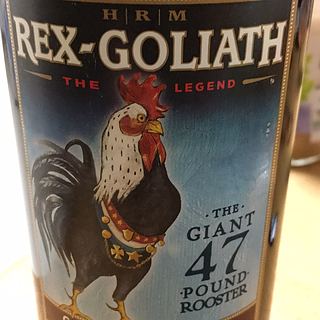 H|R|M
REX-GOLIATH
THE LEGEND
·THE·
GIANT
47
·POUND·
ROOSTER